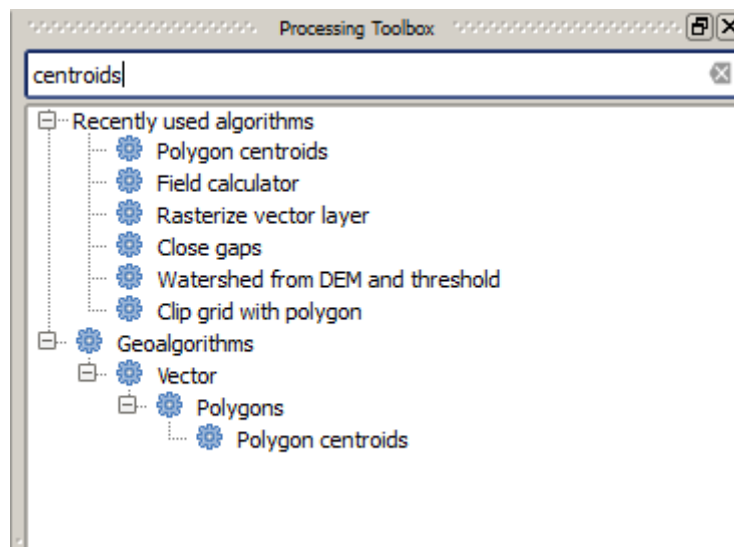 Processing Toolbox
centroids
Recently used algorithms
Polygon centroids
Field calculator
Rasterize vector layer
Close gaps
Watershed from DEM and threshold
Clip grid with polygon
Geoalgorithms
Vector
Polygons
Polygon centroids